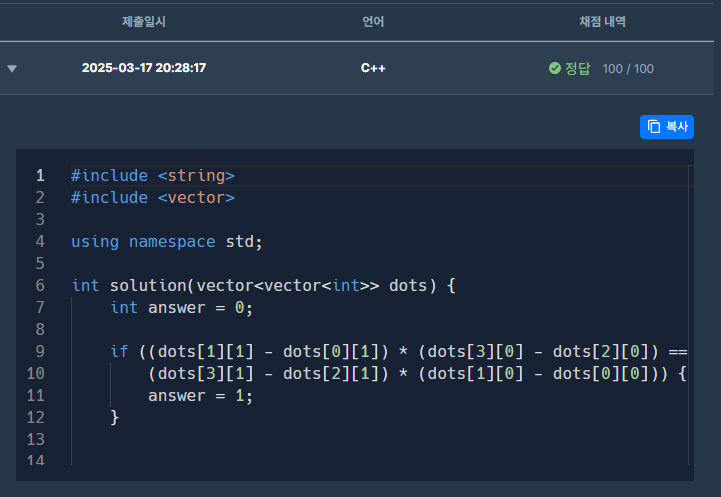 제출일시 언어 채점 내역
2025-03-17 20:28:17 C++ 정답 100 / 100
복사
1 #include <string>
2 #include <vector>
3
4 using namespace std;
5
6 int solution(vector<vector<int>> dots) {
7     int answer = 0;
8
9     if ((dots[1][1] - dots[0][1]) * (dots[3][0] - dots[2][0]) ==
10         (dots[3][1] - dots[2][1]) * (dots[1][0] - dots[0][0])) {
11         answer = 1;
12     }
13
14